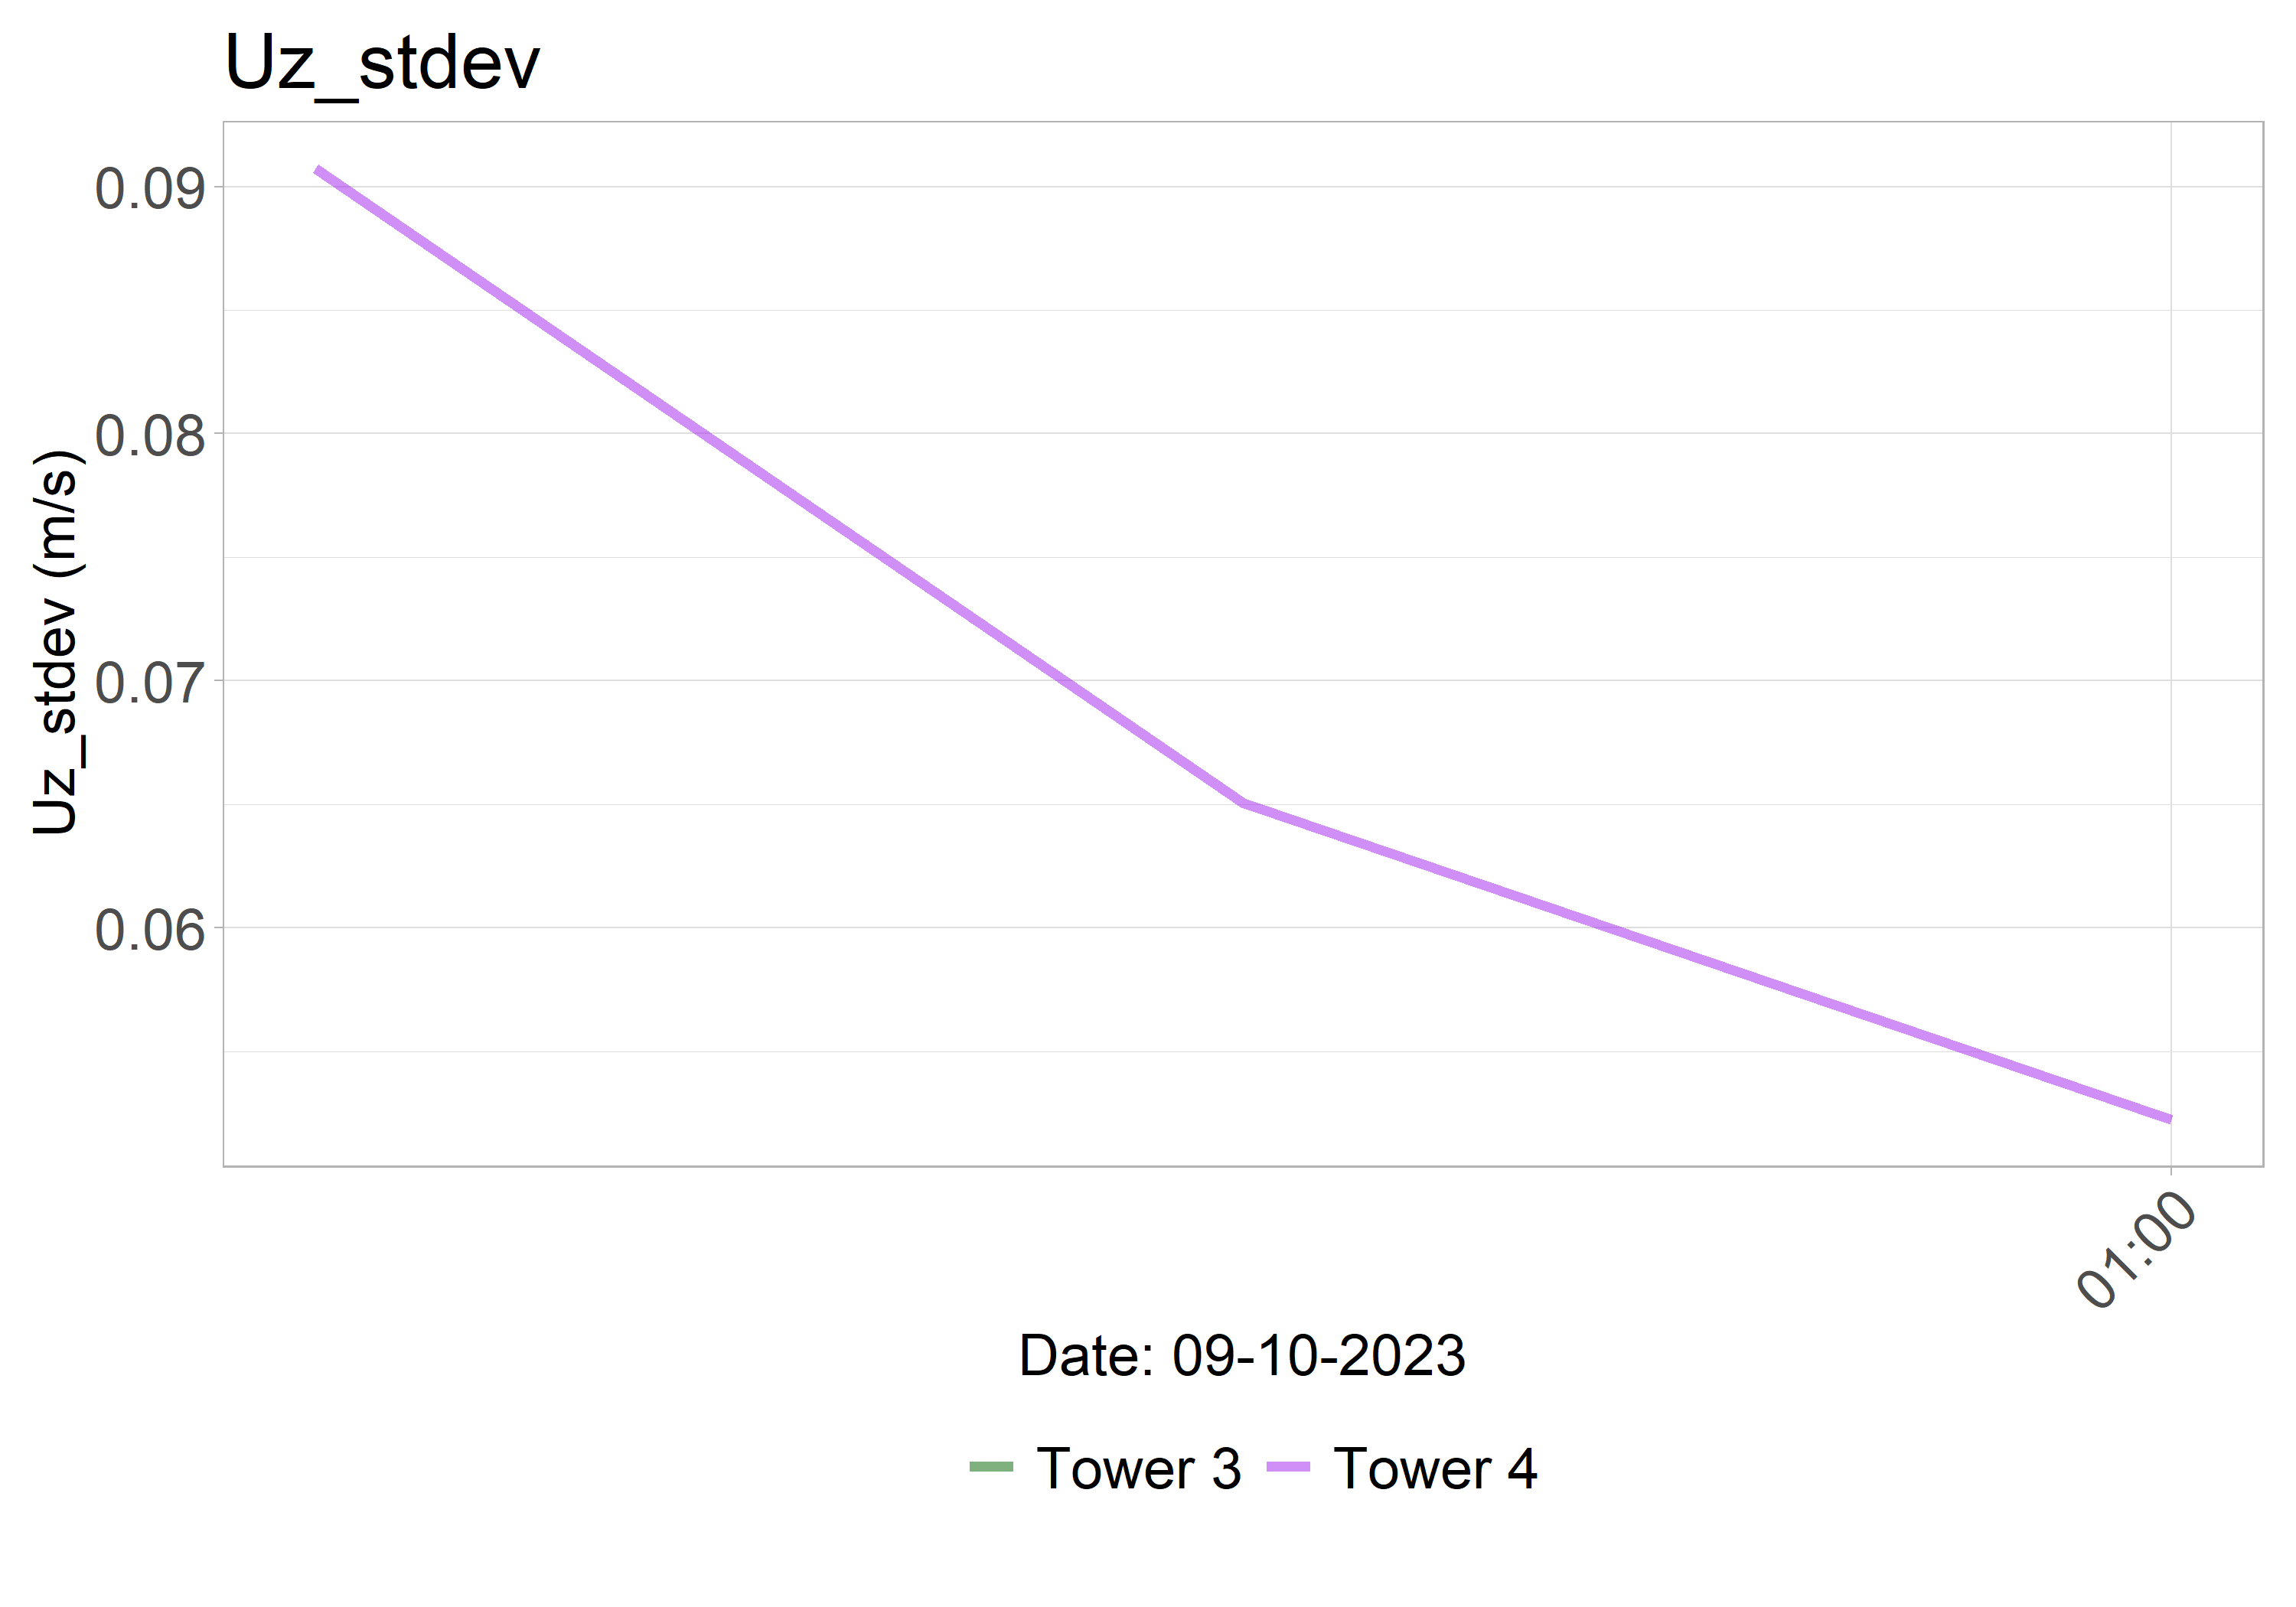 Uz_stdev
Uz_stdev (m/s)
0.09
0.08
0.07
0.06
01:00
Date: 09-10-2023
Tower 3 Tower 4